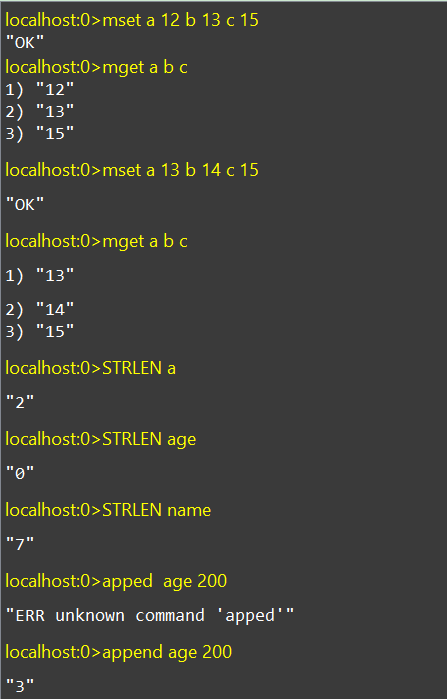 localhost:0>mset a 12 b 13 c 15
"OK"
localhost:0>mget a b c
1) "12"
2) "13"
3) "15"
localhost:0>mset a 13 b 14 c 15
"OK"
localhost:0>mget a b c
1) "13"
2) "14"
3) "15"
localhost:0>STRLEN a
"2"
localhost:0>STRLEN age
"0"
localhost:0>STRLEN name
"7"
localhost:0>apped  age 200
"ERR unknown command 'apped'"
localhost:0>append age 200
"3"